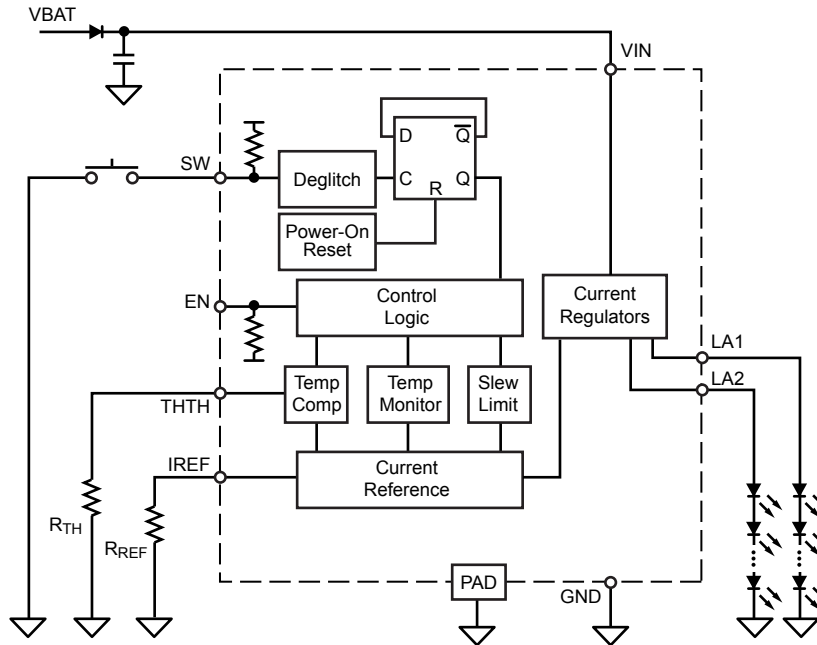 VBAT
VIN
D
Q̅
SW
Deglitch
C
Q
R
Power-On
Reset
EN
Control
Logic
Current
Regulators
LA1
LA2
THTH
Temp
Comp
Temp
Monitor
Slew
Limit
IREF
Current
Reference
RTH
RREF
PAD
GND